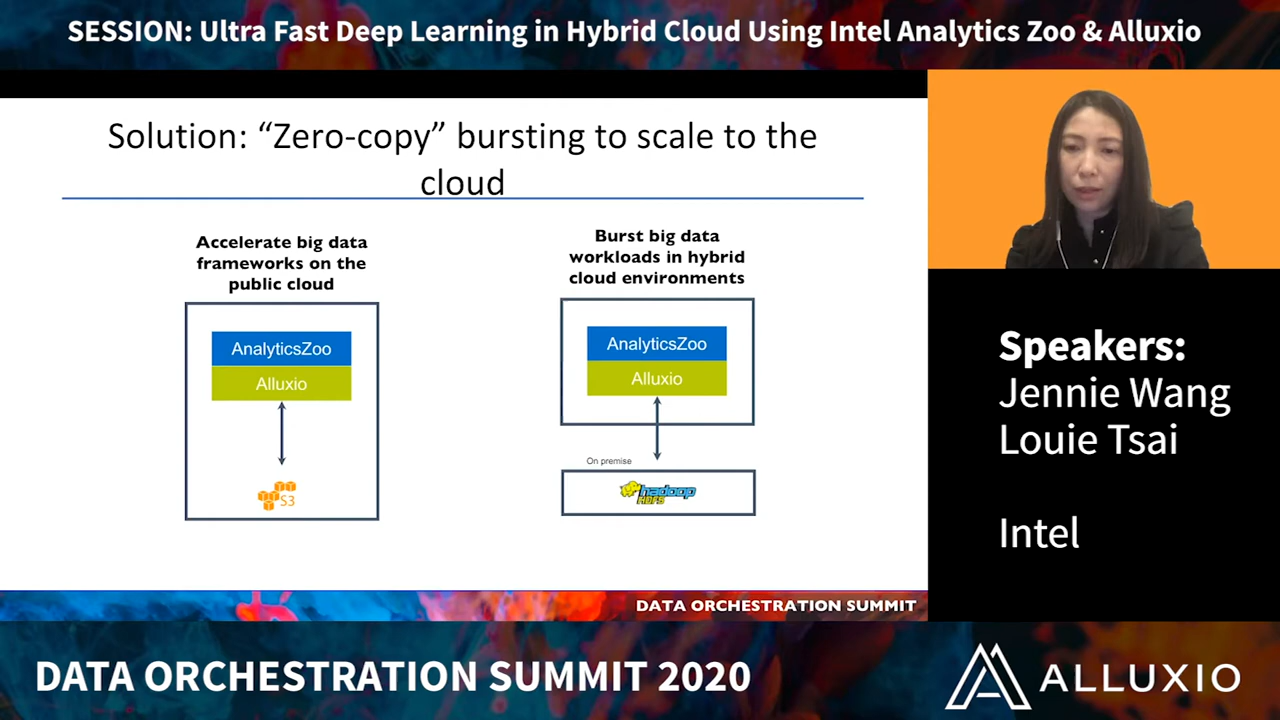 SESSION: Ultra Fast Deep Learning in Hybrid Cloud Using Intel Analytics Zoo & Alluxio
Solution: “Zero-copy” bursting to scale to the
cloud
Accelerate big data
frameworks on the
public cloud
AnalyticsZoo
Alluxio
S3
Burst big data
workloads in hybrid
cloud environments
AnalyticsZoo
Alluxio
On premise
hadoop
HDFS
DATA ORCHESTRATION SUMMIT
Speakers:
Jennie Wang
Louie Tsai
Intel
DATA ORCHESTRATION SUMMIT 2020
ALLUXIO